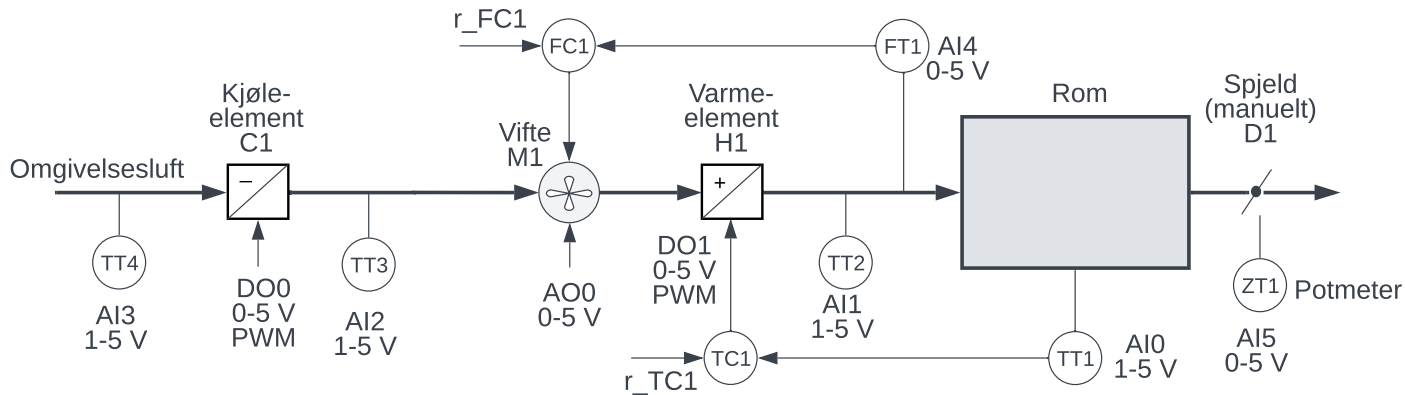 r_FC1
FC1
FT1
AI4
0-5 V
Kjøle-
element
C1
Varme-
element
H1
Rom
Spjeld
(manuelt)
D1
Vifte
M1
Omgivelsesluft
−
+
TT4
AI3
1-5 V
DO0
0-5 V
PWM
TT3
AI2
1-5 V
AO0
0-5 V
DO1
0-5 V
PWM
TT2
AI1
1-5 V
r_TC1
TC1
TT1
AI0
1-5 V
ZT1
Potmeter
AI5
0-5 V